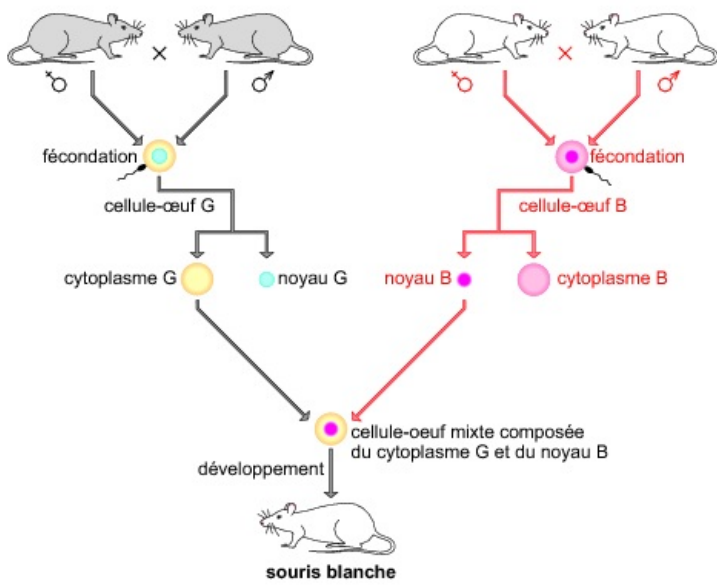 fécondation
fécondation
cellule-œuf G
cellule-œuf B
cytoplasme G
noyau G
noyau B
cytoplasme B
cellule-oeuf mixte composée
du cytoplasme G et du noyau B
développement
souris blanche